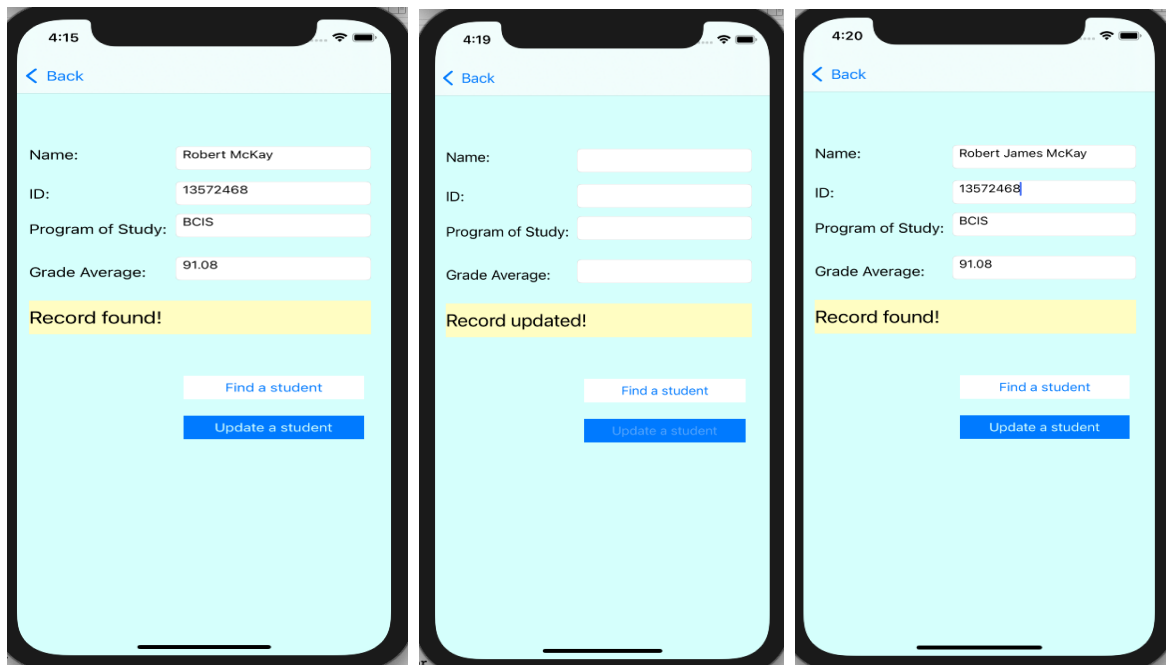 4:15
Back
Name: Robert McKay
ID: 13572468
Program of Study: BCIS
Grade Average: 91.08
Record found!
Find a student
Update a student
4:19
Back
Name:
ID:
Program of Study:
Grade Average:
Record updated!
Find a student
Update a student
4:20
Back
Name: Robert James McKay
ID: 13572468
Program of Study: BCIS
Grade Average: 91.08
Record found!
Find a student
Update a student